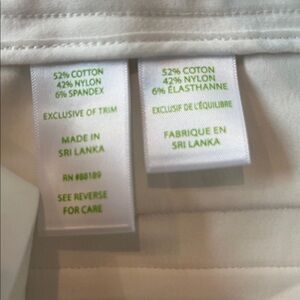 52% COTTON
42% NYLON
6% SPANDEX
EXCLUSIVE OF TRIM
MADE IN
SRI LANKA
RN #88189
SEE REVERSE
FOR CARE
52% COTON
42% NYLON
6% ÉLASTHANNE
EXCLUSIF DE L'ÉQUILIBRE
FABRIQUE EN
SRI LANKA